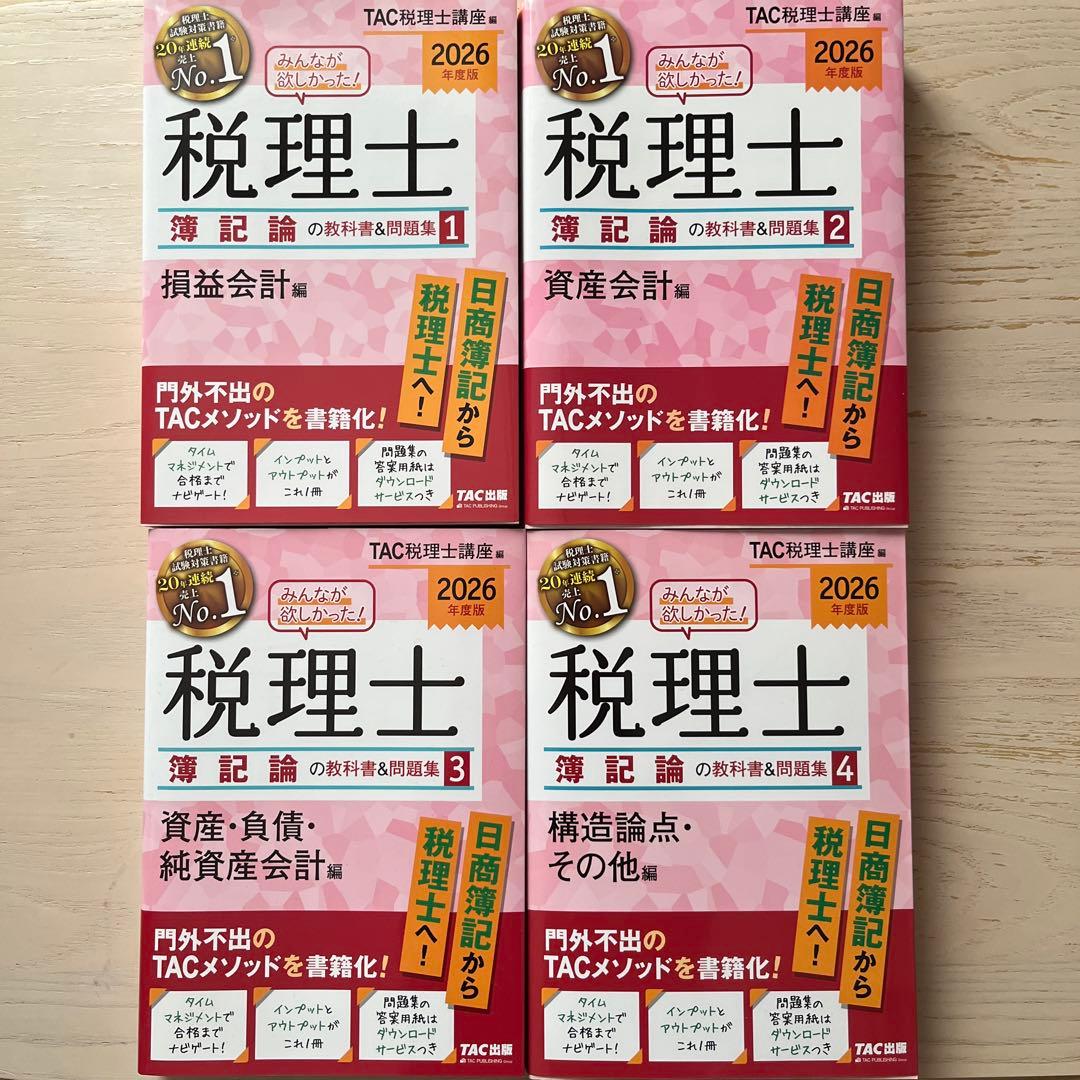 税理士
試験対策書籍
20年連続
売上
No.1※
TAC税理士講座 編
2026
年度版
みんなが
欲しかった!
税理士
簿記論の教科書&問題集 1
損益会計編
日商簿記から
税理士へ!
門外不出の
TACメソッドを書籍化!
タイム
マネジメントで
合格まで
ナビゲート!
インプットと
アウトプットが
これ1冊
問題集の
答案用紙は
ダウンロード
サービスつき
TAC出版
TAC PUBLISHING Group
税理士
試験対策書籍
20年連続
売上
No.1※
TAC税理士講座 編
2026
年度版
みんなが
欲しかった!
税理士
簿記論の教科書&問題集 2
資産会計編
日商簿記から
税理士へ!
門外不出の
TACメソッドを書籍化!
タイム
マネジメントで
合格まで
ナビゲート!
インプットと
アウトプットが
これ1冊
問題集の
答案用紙は
ダウンロード
サービスつき
TAC出版
TAC PUBLISHING Group
税理士
試験対策書籍
20年連続
売上
No.1※
TAC税理士講座 編
2026
年度版
みんなが
欲しかった!
税理士
簿記論の教科書&問題集 3
資産・負債・
純資産会計編
日商簿記から
税理士へ!
門外不出の
TACメソッドを書籍化!
タイム
マネジメントで
合格まで
ナビゲート!
インプットと
アウトプットが
これ1冊
問題集の
答案用紙は
ダウンロード
サービスつき
TAC出版
TAC PUBLISHING Group
税理士
試験対策書籍
20年連続
売上
No.1※
TAC税理士講座 編
2026
年度版
みんなが
欲しかった!
税理士
簿記論の教科書&問題集 4
構造論点・
その他編
日商簿記から
税理士へ!
門外不出の
TACメソッドを書籍化!
タイム
マネジメントで
合格まで
ナビゲート!
インプットと
アウトプットが
これ1冊
問題集の
答案用紙は
ダウンロード
サービスつき
TAC出版
TAC PUBLISHING Group